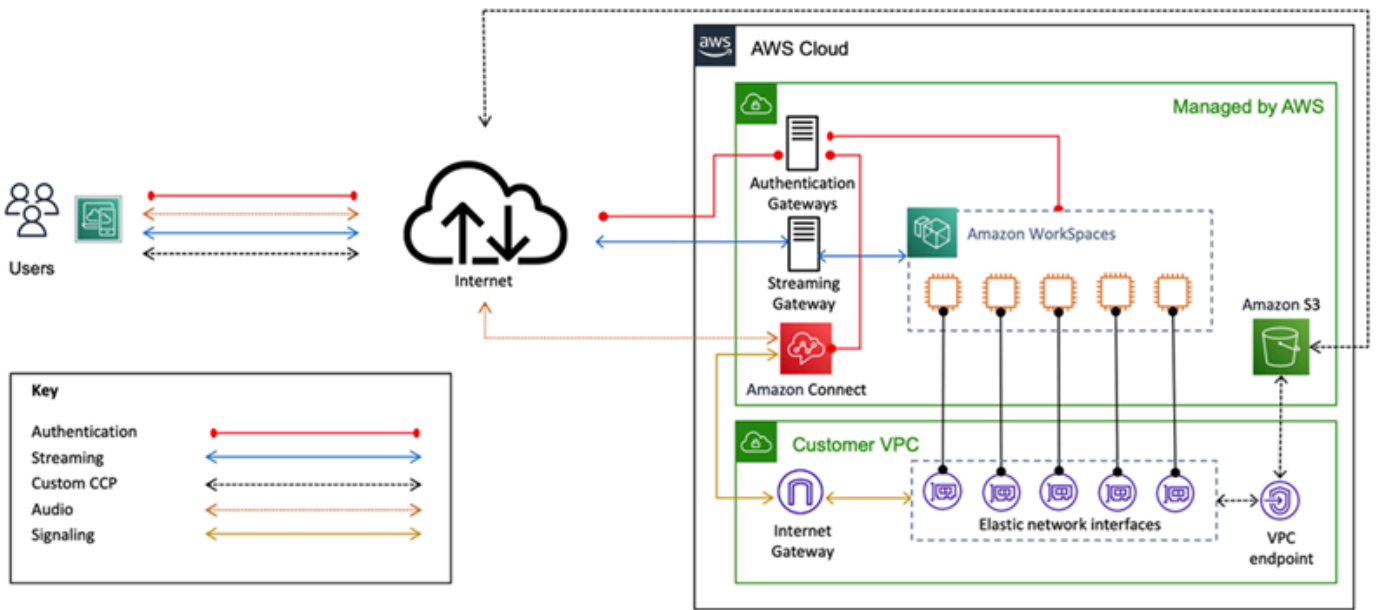 aws
AWS Cloud
Managed by AWS
Authentication
Gateways
Amazon WorkSpaces
Users
Internet
Streaming
Gateway
Amazon S3
Amazon Connect
Key
Authentication
Streaming
Custom CCP
Audio
Signaling
Customer VPC
Elastic network interfaces
Internet
Gateway
VPC
endpoint